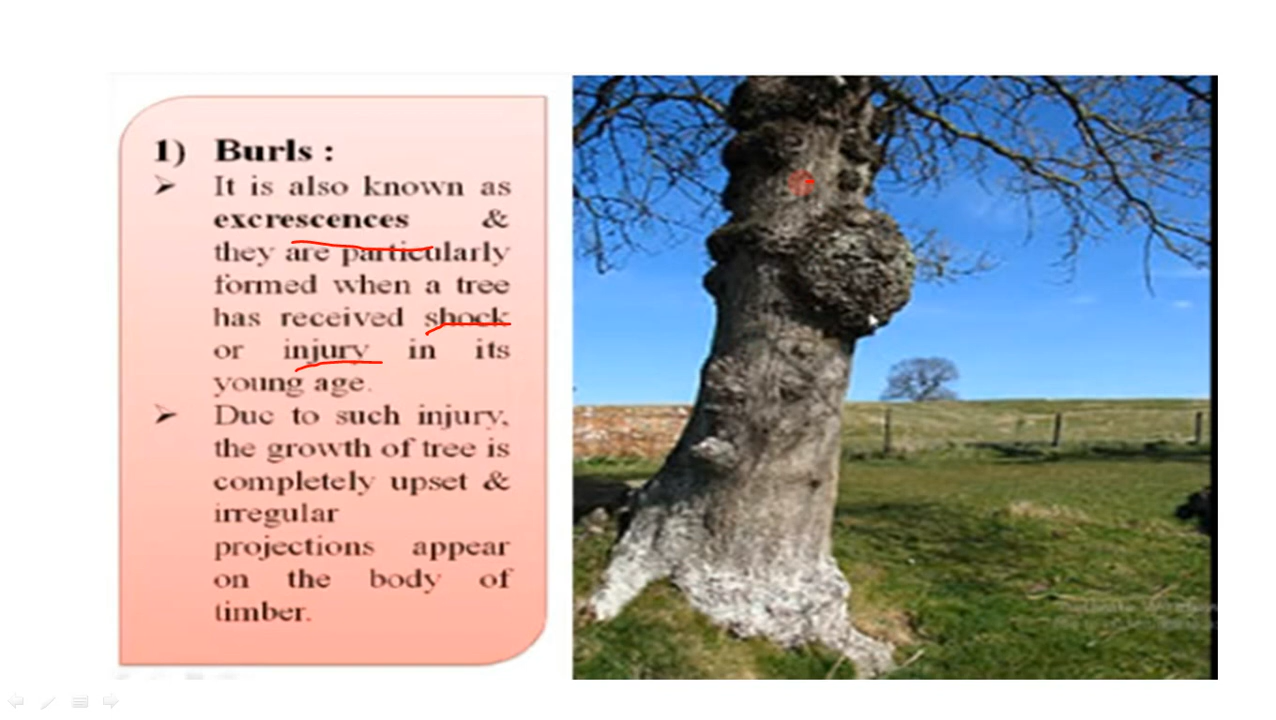 1) Burls :
➢ It is also known as
excrescences &
they are particularly
formed when a tree
has received shock
or injury in its
young age.
➢ Duc to such injury,
the growth of tree is
completely upset &
irregular
projections appear
on the body of
timber.